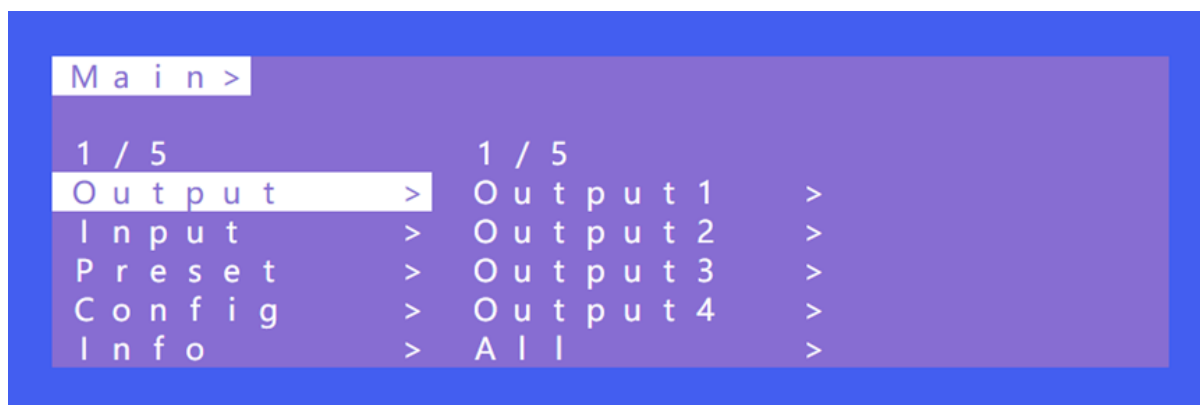 Main>
1/5 1/5
Output > Output1 >
Input > Output2 >
Preset > Output3 >
Config > Output4 >
Info > All >